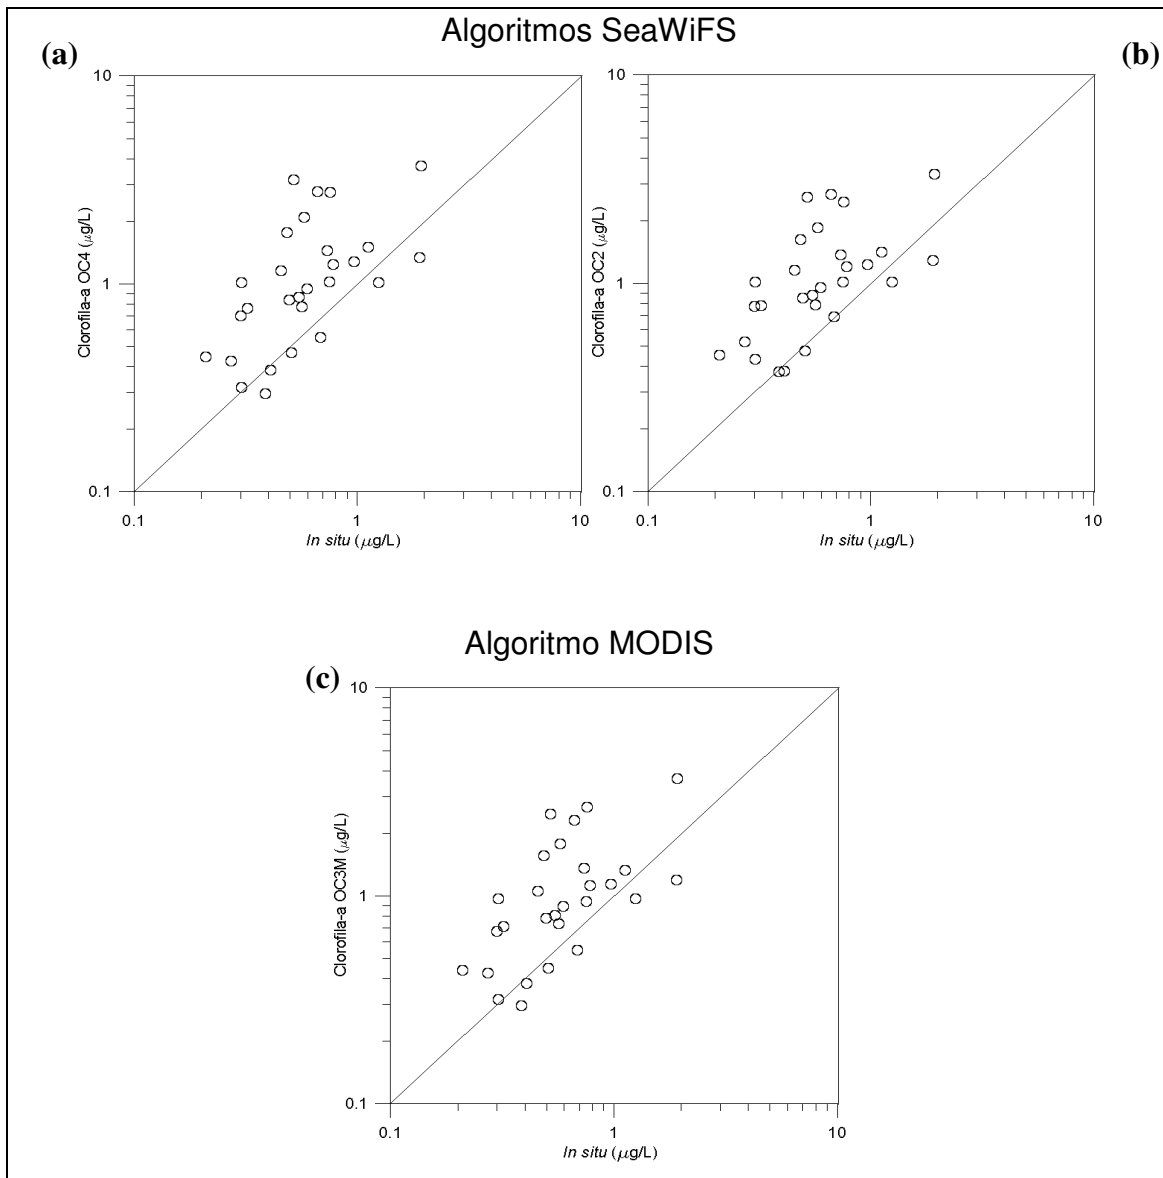 Algoritmos SeaWiFS
(a)
(b)
10
1
0.1
Clorofila-a OC4 (µg/L)
0.1
1
10
In situ (µg/L)
10
1
0.1
Clorofila-a OC2 (µg/L)
0.1
1
10
In situ (µg/L)
Algoritmo MODIS
(c)
10
1
0.1
Clorofila-a OC3M (µg/L)
0.1
1
10
In situ (µg/L)